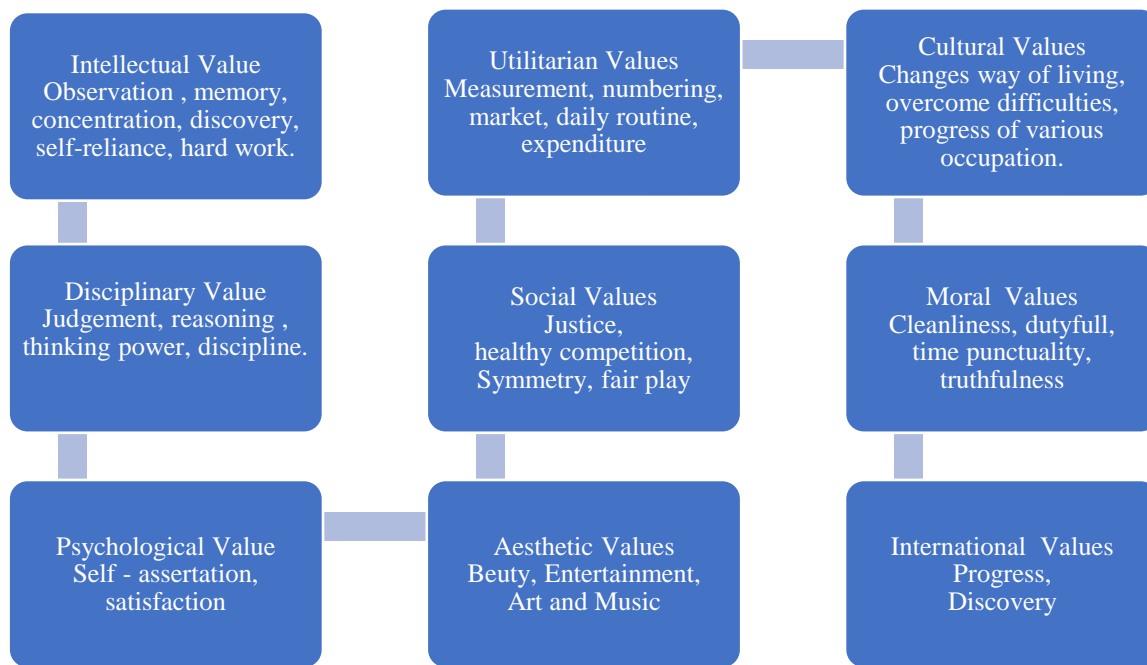 Intellectual Value
Observation , memory,
concentration, discovery,
self-reliance, hard work.
Disciplinary Value
Judgement, reasoning ,
thinking power, discipline.
Psychological Value
Self - assertation,
satisfaction
Aesthetic Values
Beuty, Entertainment,
Art and Music
Social Values
Justice,
healthy competition,
Symmetry, fair play
Utilitarian Values
Measurement, numbering,
market, daily routine,
expenditure
Cultural Values
Changes way of living,
overcome difficulties,
progress of various
occupation.
Moral  Values
Cleanliness, dutyfull,
time punctuality,
truthfulness
International  Values
Progress,
Discovery